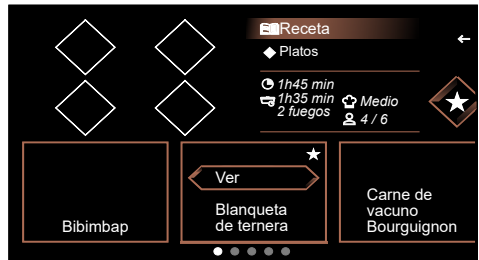 Receta
Platos
1h45 min
1h35 min
2 fuegos
Medio
4 / 6
Ver
Bibimbap
Blanqueta
de ternera
Carne de
vacuno
Bourguignon